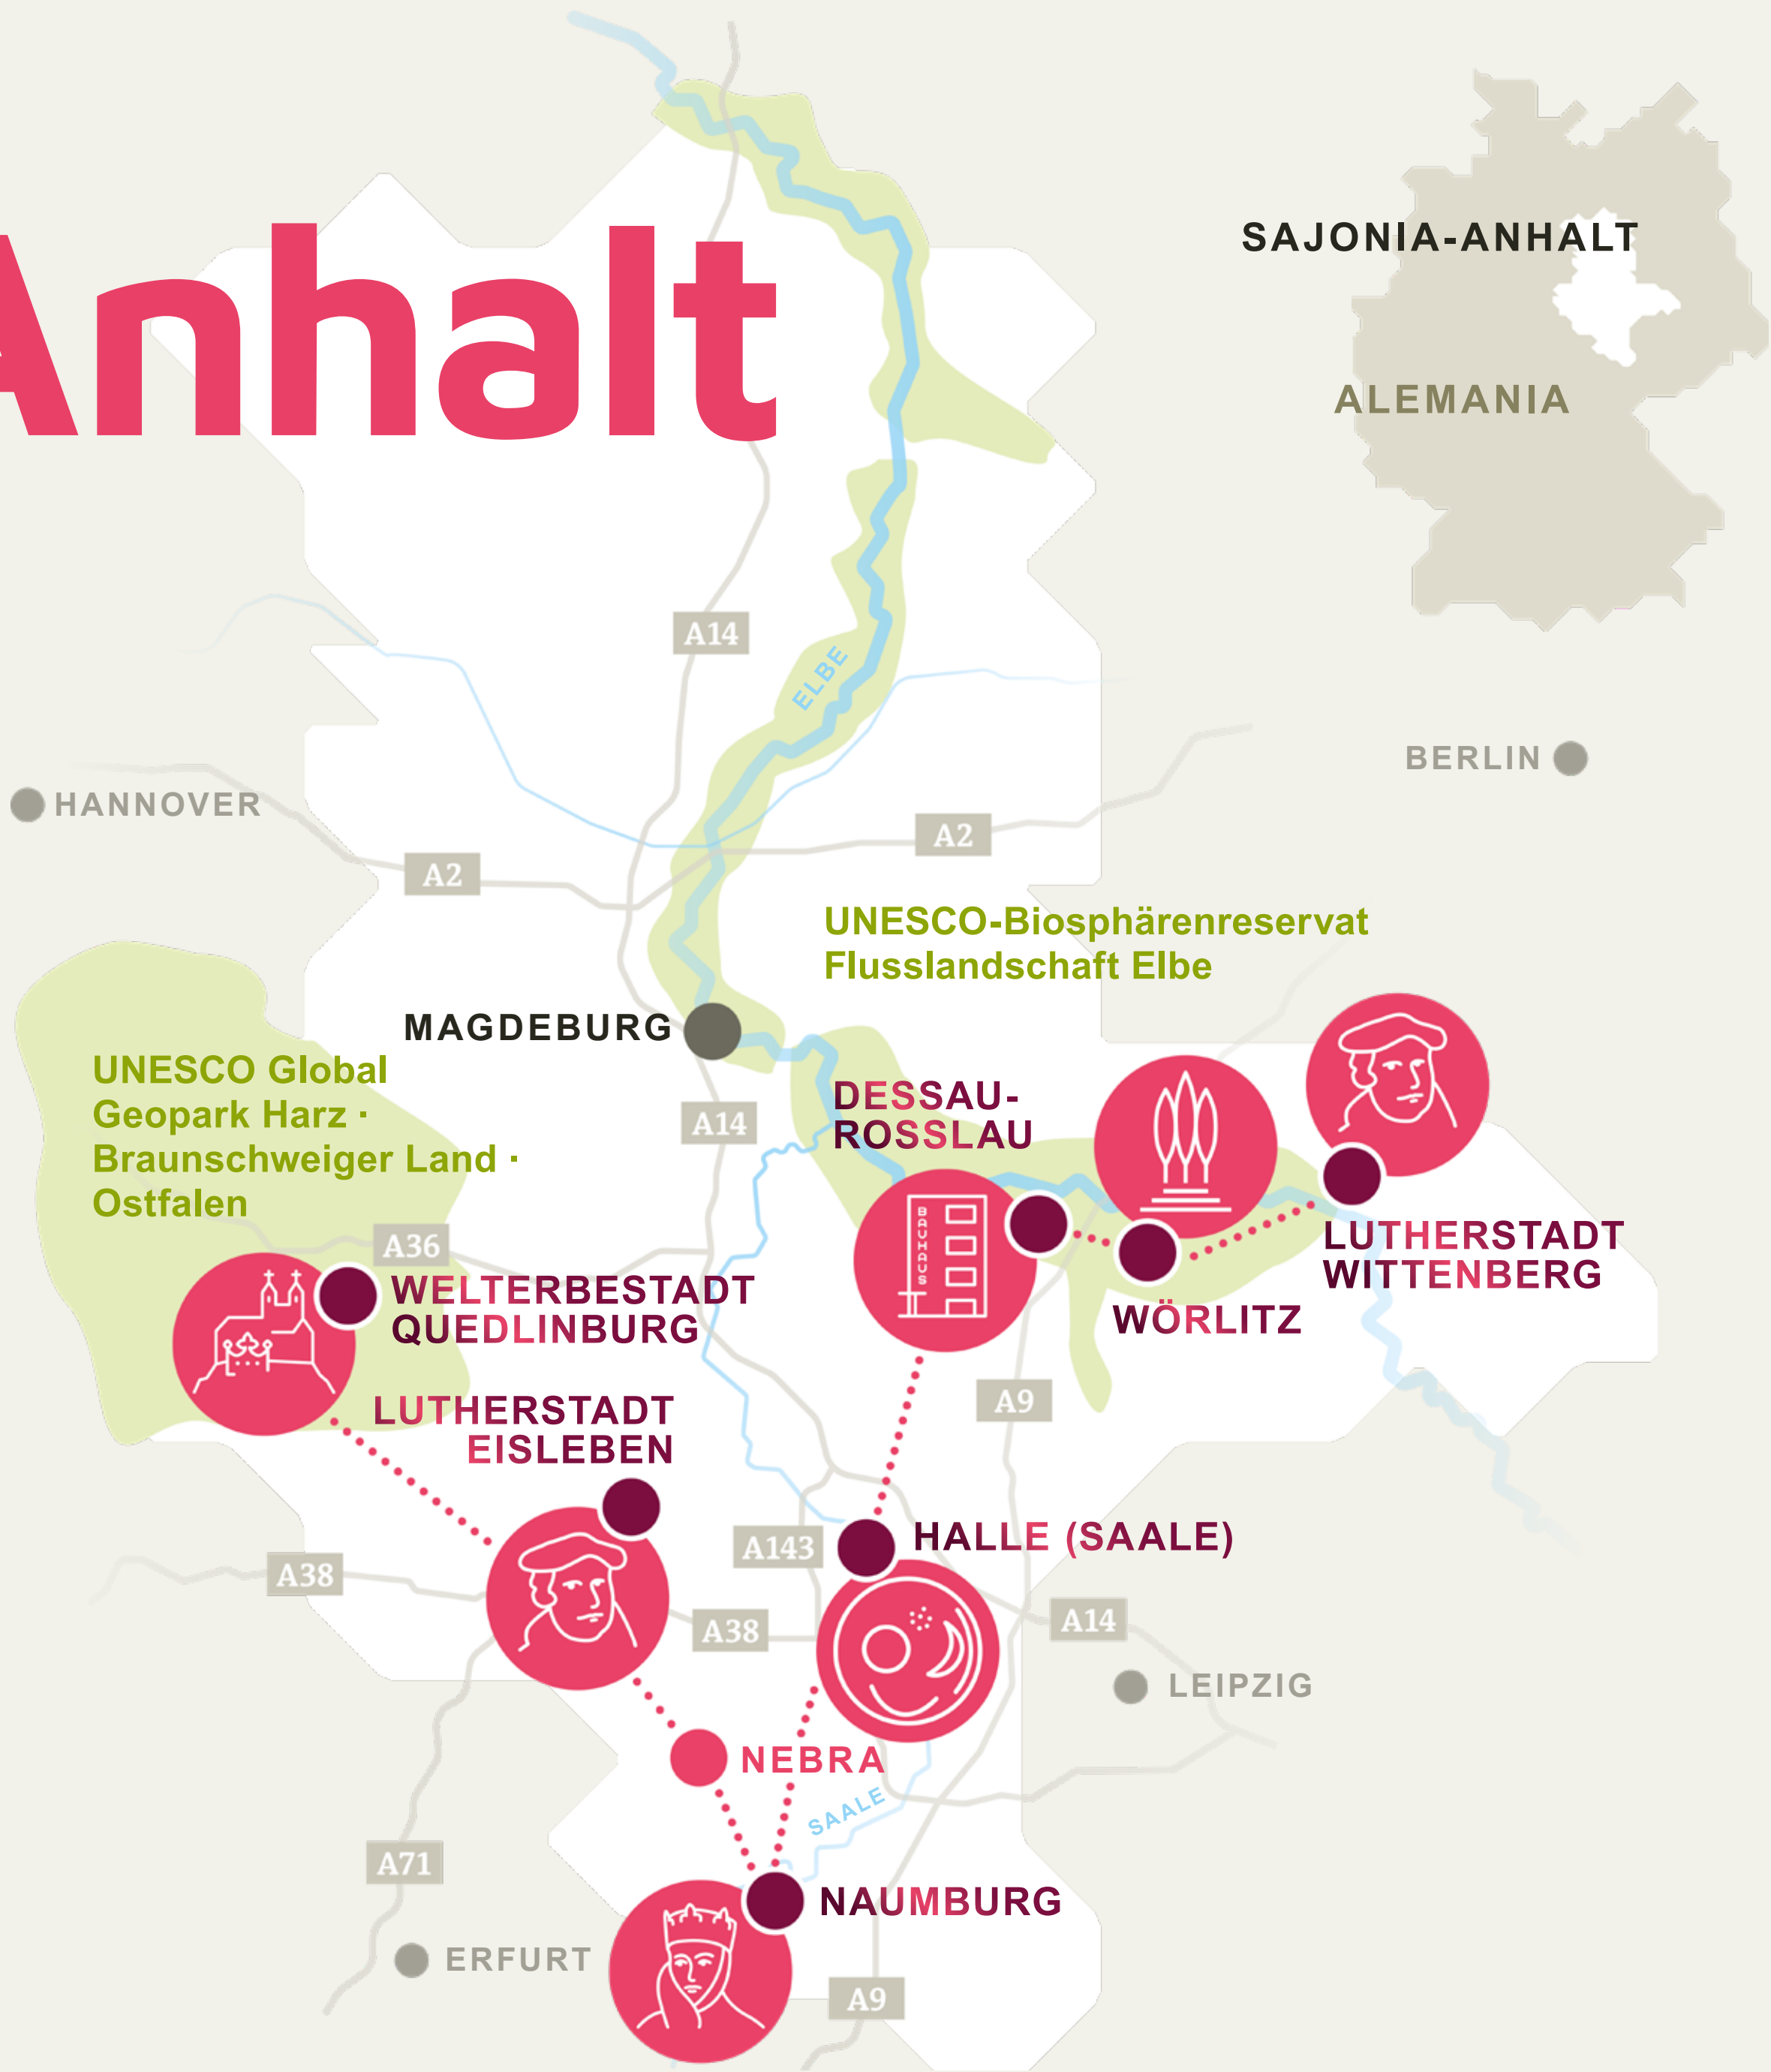 Anhalt
SAJONIA-ANHALT
ALEMANIA
A14
ELBE
BERLIN
HANNOVER
A2
A2
UNESCO-Biosphärenreservat
Flusslandschaft Elbe
MAGDEBURG
UNESCO Global
Geopark Harz ·
Braunschweiger Land ·
Ostfalen
A14
DESSAU-
ROSSLAU
BAUHAUS
A36
LUTHERSTADT
WITTENBERG
WELTERBESTADT
QUEDLINBURG
WÖRLITZ
A9
LUTHERSTADT
EISLEBEN
A143
HALLE (SAALE)
A38
A38
A14
LEIPZIG
NEBRA
SAALE
A71
NAUMBURG
ERFURT
A9